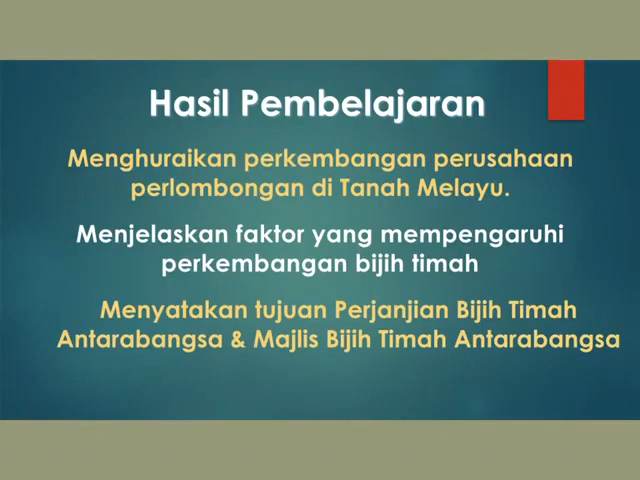 Hasil Pembelajaran
Menghuraikan perkembangan perusahaan
perlombongan di Tanah Melayu.
Menjelaskan faktor yang mempengaruhi
perkembangan bijih timah
Menyatakan tujuan Perjanjian Bijih Timah
Antarabangsa & Majlis Bijih Timah Antarabangsa